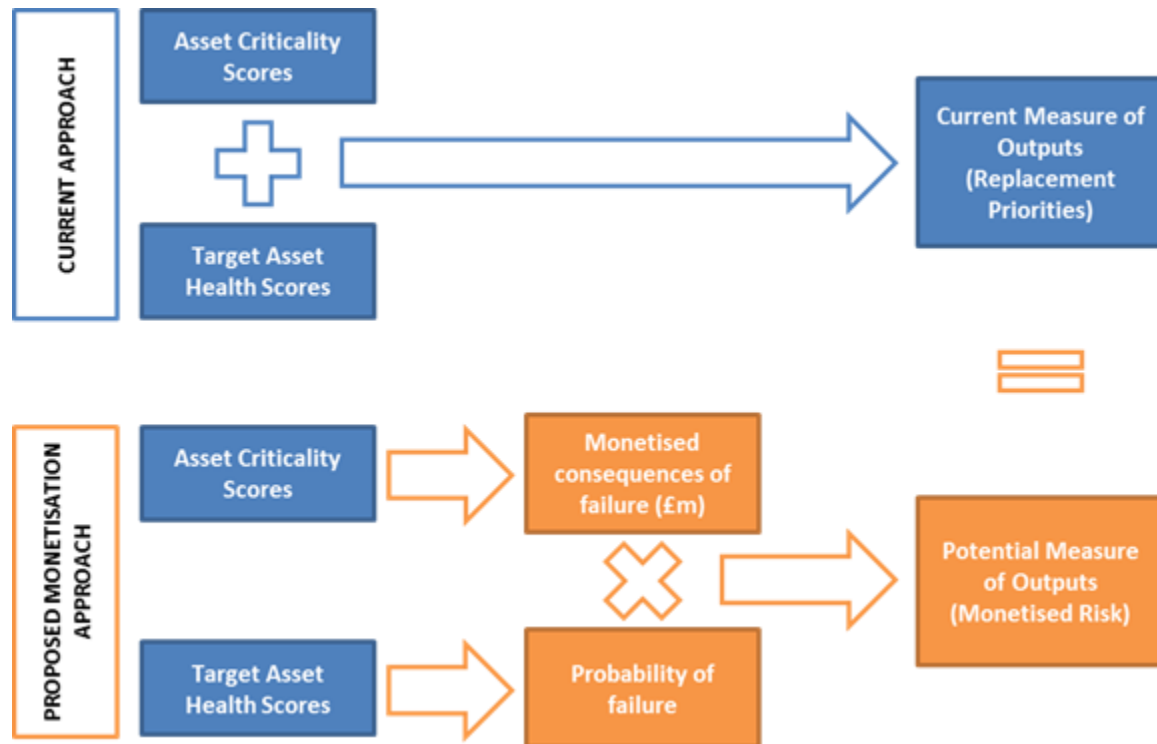 CURRENT APPROACH
Asset Criticality
Scores
Target Asset
Health Scores
Current Measure of
Outputs
(Replacement
Priorities)
PROPOSED MONETISATION
APPROACH
Asset Criticality
Scores
Target Asset
Health Scores
Monetised
consequences of
failure (£m)
Probability of
failure
Potential Measure
of Outputs
(Monetised Risk)